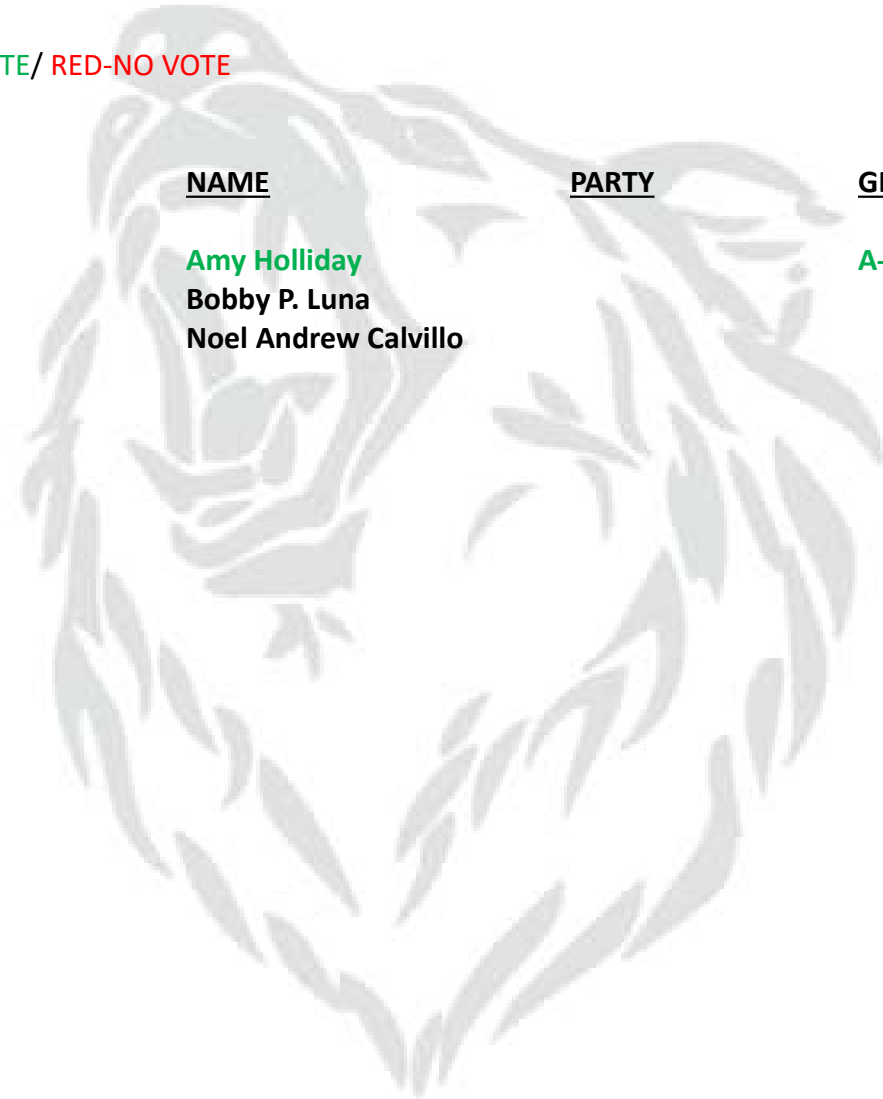 TE/ RED-NO VOTE
NAME PARTY
Amy Holliday A-
Bobby P. Luna
Noel Andrew Calvillo